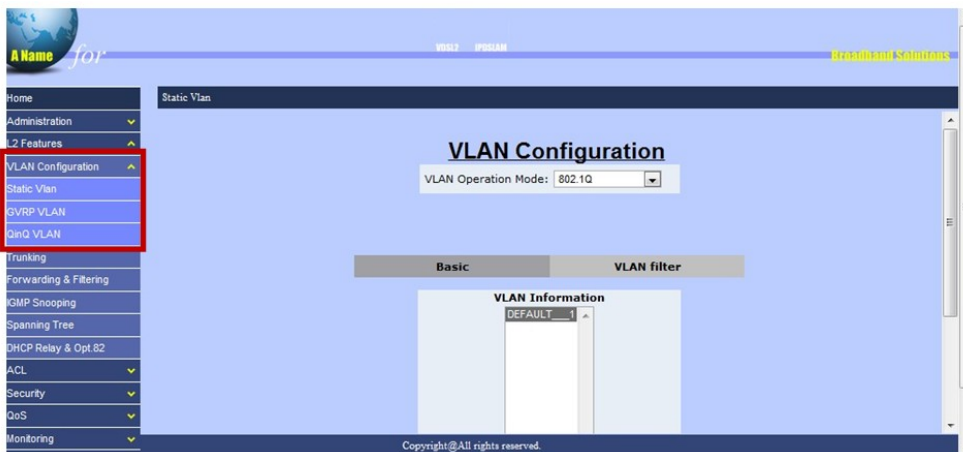 A Name for
VDSL2 IPDSLAM
Broadband Solutions
Home
Administration
L2 Features
VLAN Configuration
Static Vlan
GVRP VLAN
QinQ VLAN
Trunking
Forwarding & Filtering
IGMP Snooping
Spanning Tree
DHCP Relay & Opt.82
ACL
Security
QoS
Monitoring
Static Vlan
VLAN Configuration
VLAN Operation Mode: 802.1Q
Basic VLAN filter
VLAN Information
DEFAULT___1
Copyright@All rights reserved.